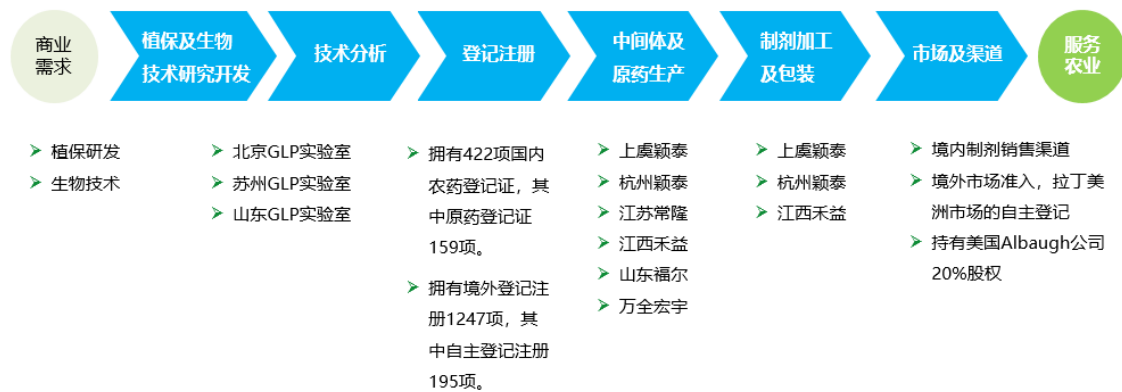 商业
需求
植保及生物
技术研究开发
技术分析
登记注册
中间体及
原药生产
制剂加工
及包装
市场及渠道
服务
农业
植保研发
生物技术
北京GLP实验室
苏州GLP实验室
山东GLP实验室
拥有422项国内
农药登记证，其
中原药登记证
159项。
拥有境外登记注
册1247项，其
中自主登记注册
195项。
上虞颖泰
杭州颖泰
江苏常隆
江西禾益
山东福尔
万全宏宇
上虞颖泰
杭州颖泰
江西禾益
境内制剂销售渠道
境外市场准入，拉丁美
洲市场的自主登记
持有美国Albaugh公司
20%股权